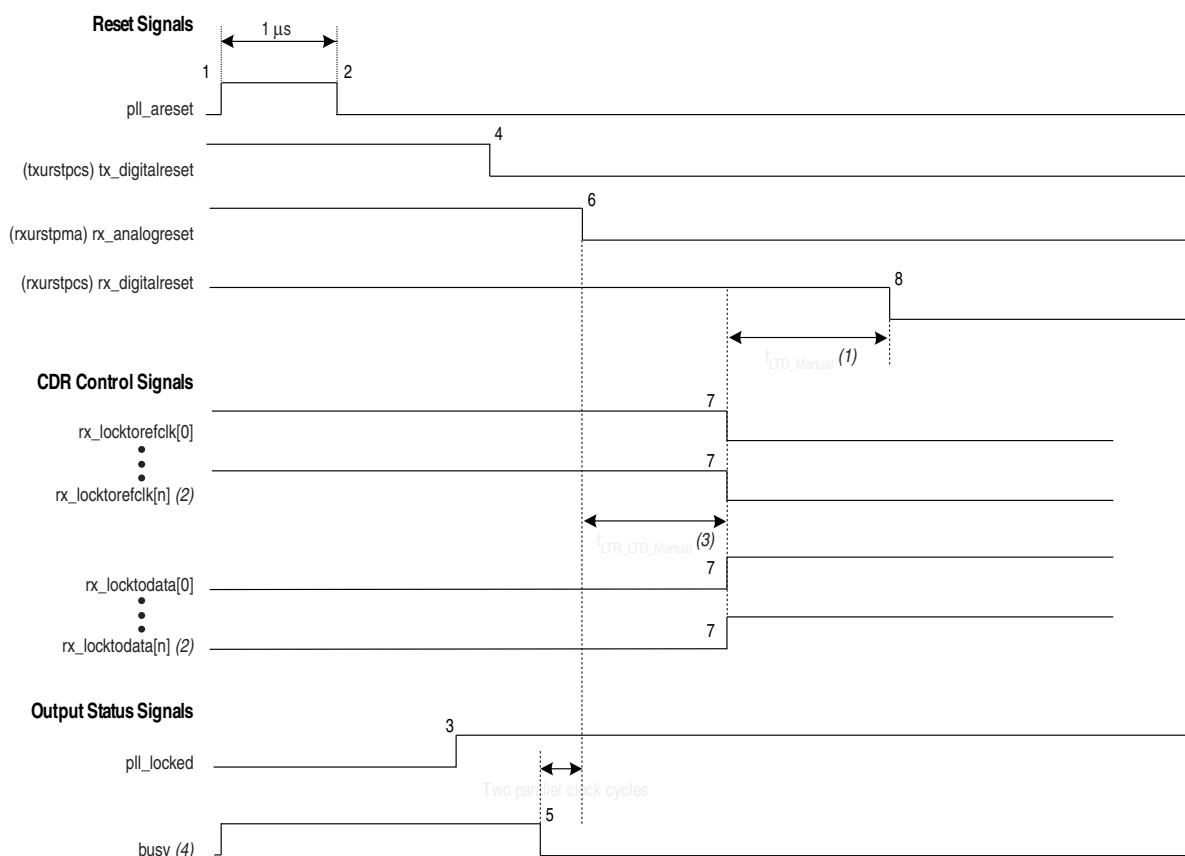 Reset Signals
1 µs
1
2
pll_areset
4
(txurstpcs) tx_digitalreset
6
(rxurstpma) rx_analogreset
(rxurstpcs) rx_digitalreset
8
tLTD_Manual (1)
CDR Control Signals
7
rx_locktorefclk[0]
7
rx_locktorefclk[n] (2)
tLTR_LTD_Manual (3)
7
rx_locktodata[0]
7
rx_locktodata[n] (2)
Output Status Signals
3
pll_locked
Two parallel clock cycles
5
busy (4)